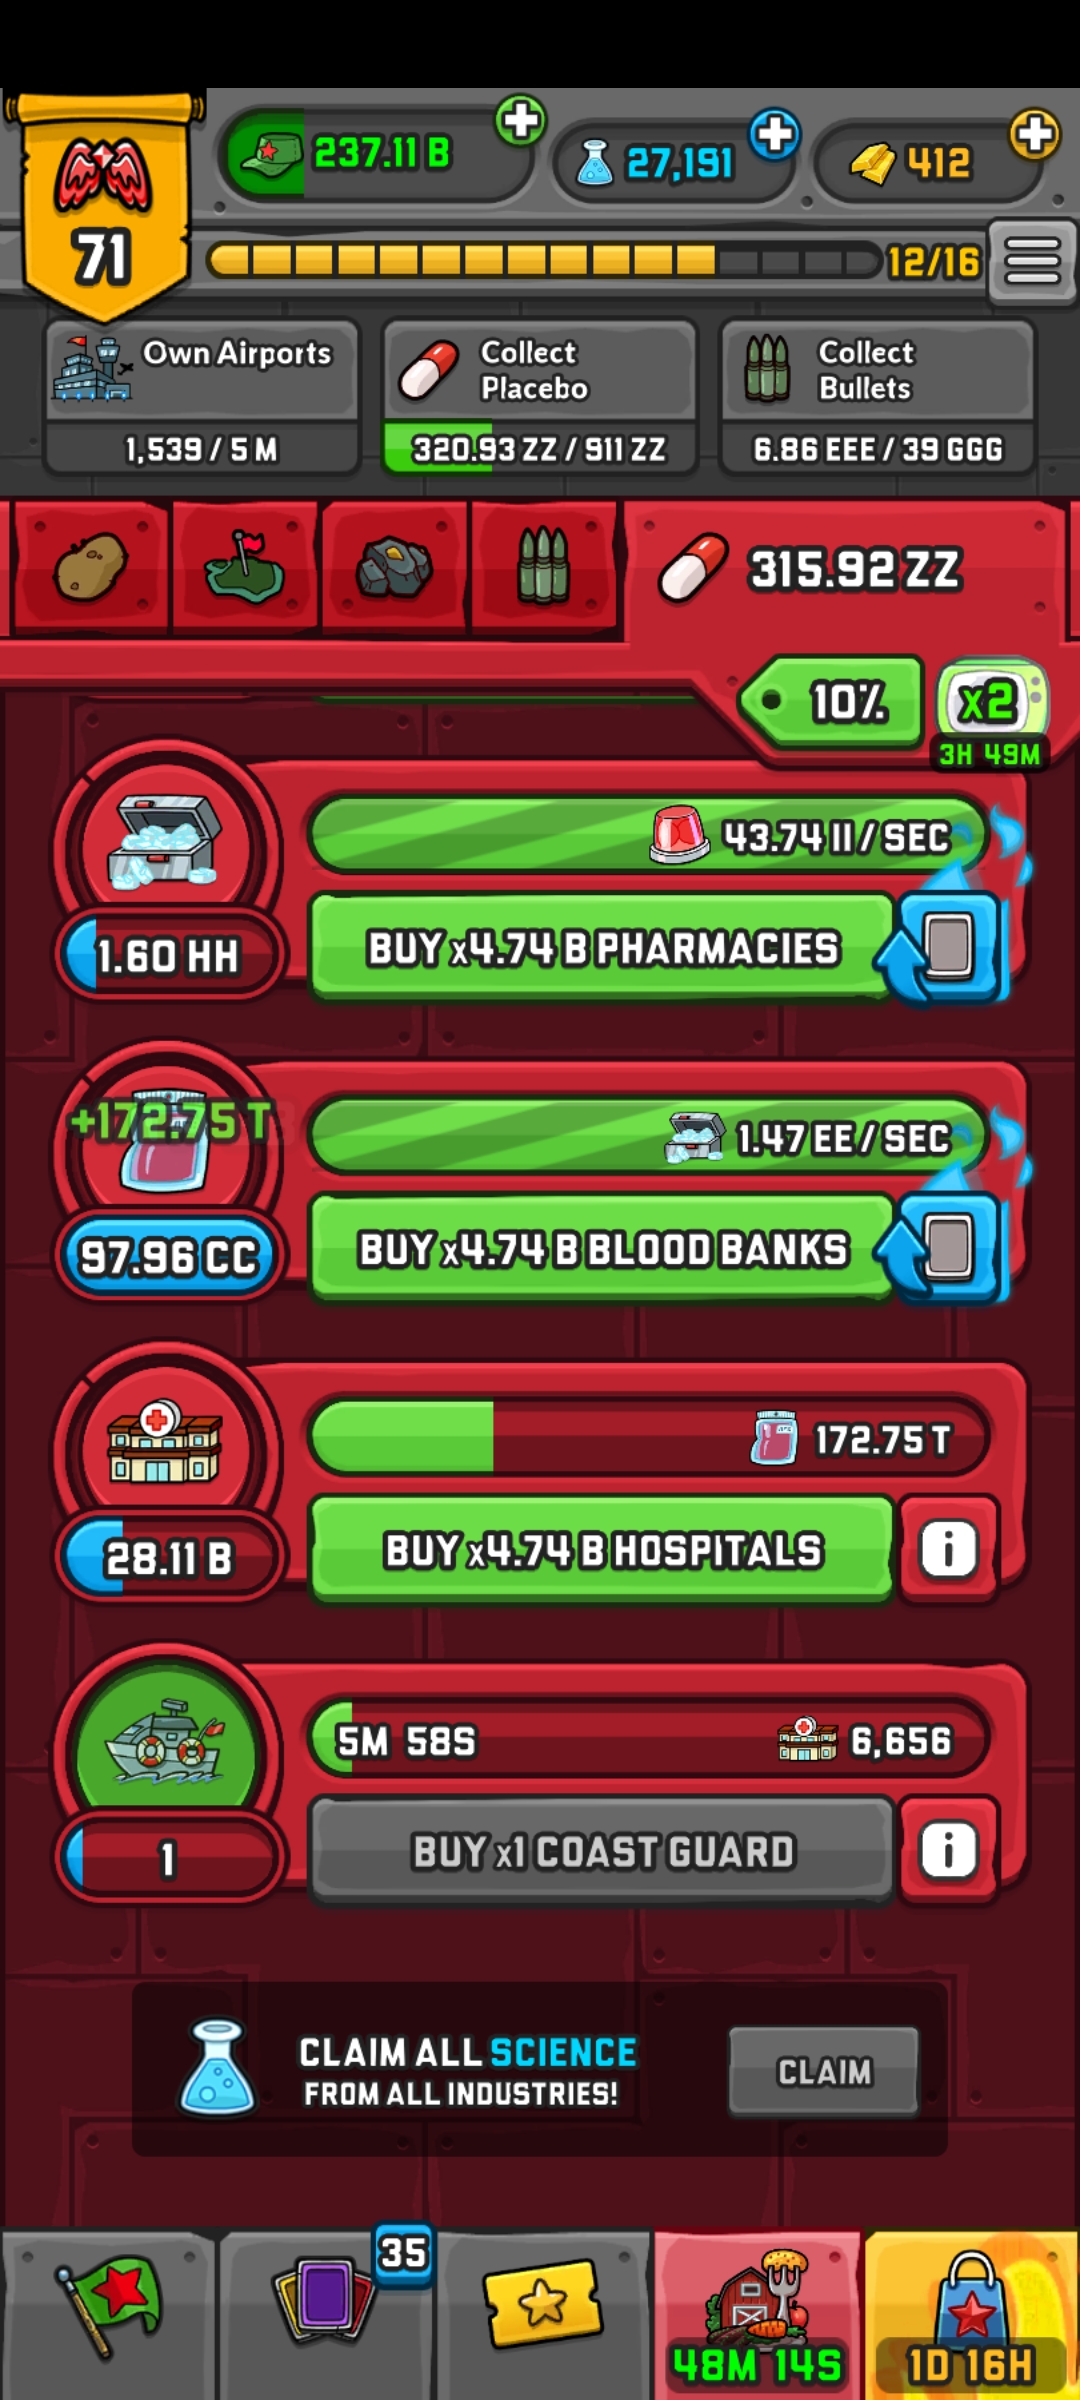 237.11 B
27,191
412
71
12/16
Own Airports
Collect
Placebo
Collect
Bullets
1,539 / 5 M
320.93 ZZ / 911 ZZ
6.86 EEE / 39 GGG
315.92 ZZ
10%
x2
3H 49M
43.74 II / SEC
1.60 HH
BUY x4.74 B PHARMACIES
+172.75 T
1.47 EE / SEC
97.96 CC
BUY x4.74 B BLOOD BANKS
172.75 T
28.11 B
BUY x4.74 B HOSPITALS
i
5M 58S
6,656
1
BUY x1 COAST GUARD
i
CLAIM ALL SCIENCE
FROM ALL INDUSTRIES!
CLAIM
35
48M 14S
1D 16H